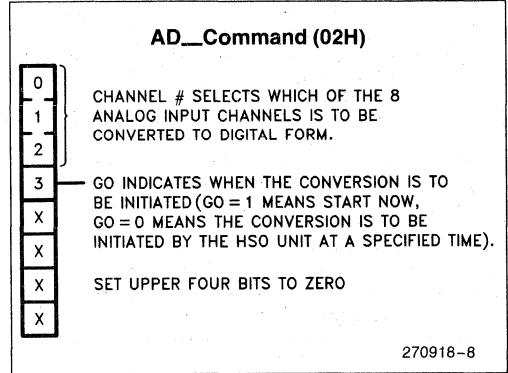 AD__Command (02H)
0
1
2
3
X
X
X
X
CHANNEL # SELECTS WHICH OF THE 8
ANALOG INPUT CHANNELS IS TO BE
CONVERTED TO DIGITAL FORM.
GO INDICATES WHEN THE CONVERSION IS TO
BE INITIATED (GO = 1 MEANS START NOW,
GO = 0 MEANS THE CONVERSION IS TO BE
INITIATED BY THE HSO UNIT AT A SPECIFIED TIME).
SET UPPER FOUR BITS TO ZERO
270918-8